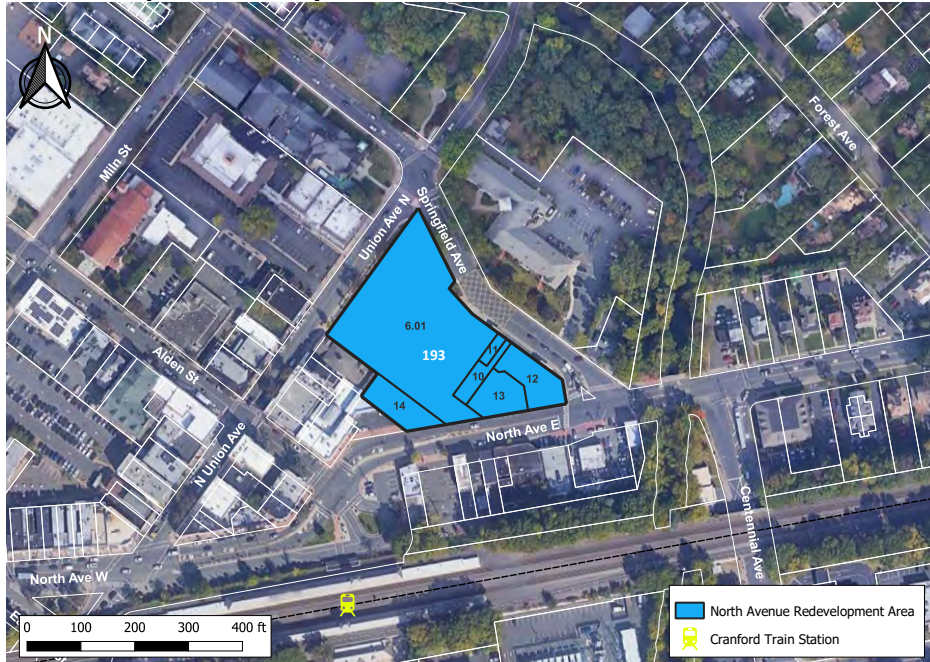 N
Miln St
Forest Ave
Union Ave N
Springfield Ave
6.01
193
11
10
12
13
14
Alden St
North Ave E
N Union Ave
Centennial Ave
North Ave W
0 100 200 300 400 ft
North Avenue Redevelopment Area
Cranford Train Station